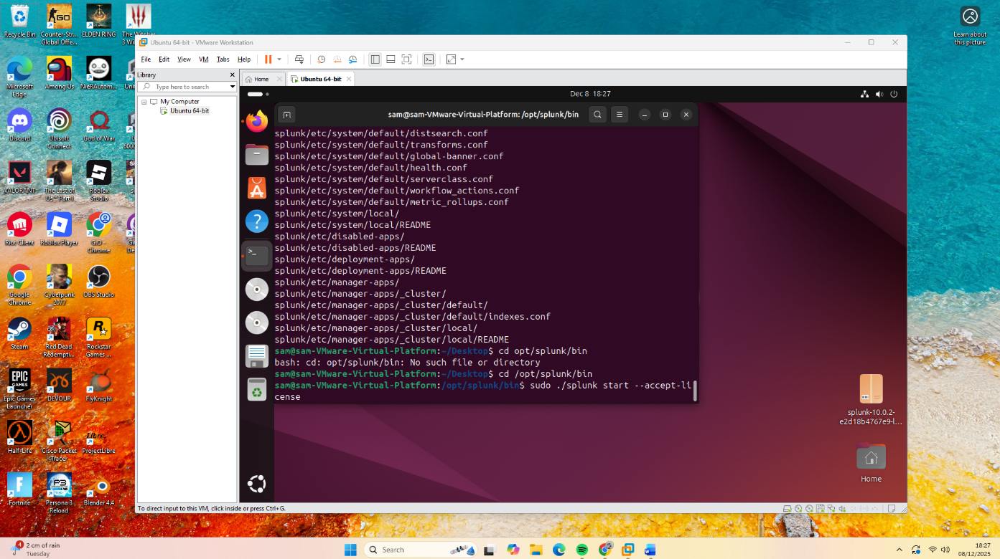 Recycle Bin
Counter-Str...
Global Offe...
ELDEN RING
The Witcher
3 Wi
Learn about
this picture
Microsoft
Edge
Among Us
NieRAutom...
Discord
Ubisoft
Connect
God of War
VALORANT
The Last of
Us™ Part I
Roblox
Studio
Riot Client
Roblox Player
G.O -
Chrome
Google
Chrome
Cyberpunk
2077
OBS Studio
Steam
Red Dead
Redempti...
Rockstar
Games ...
Epic Games
Launcher
DEVOUR
FlyKnight
Half-Life
Cisco Packet
Tracer
ProjectLibre
Fortnite
Persona 3
Reload
Blender 4.4
Ubuntu 64-bit - VMware Workstation
File Edit View VM Tabs Help
Library
Type here to search
My Computer
Ubuntu 64-bit
Home
Ubuntu 64-bit
Dec 8 18:27
sam@sam-VMware-Virtual-Platform: /opt/splunk/bin
splunk/etc/system/default/distsearch.conf
splunk/etc/system/default/transforms.conf
splunk/etc/system/default/global-banner.conf
splunk/etc/system/default/health.conf
splunk/etc/system/default/serverclass.conf
splunk/etc/system/default/workflow_actions.conf
splunk/etc/system/default/metric_rollups.conf
splunk/etc/system/local/
splunk/etc/system/local/README
splunk/etc/disabled-apps/
splunk/etc/disabled-apps/README
splunk/etc/deployment-apps/
splunk/etc/deployment-apps/README
splunk/etc/manager-apps/
splunk/etc/manager-apps/_cluster/
splunk/etc/manager-apps/_cluster/default/
splunk/etc/manager-apps/_cluster/default/indexes.conf
splunk/etc/manager-apps/_cluster/local/
splunk/etc/manager-apps/_cluster/local/README
sam@sam-VMware-Virtual-Platform:~/Desktop$ cd opt/splunk/bin
bash: cd: opt/splunk/bin: No such file or directory
sam@sam-VMware-Virtual-Platform:~/Desktop$ cd /opt/splunk/bin
sam@sam-VMware-Virtual-Platform:/opt/splunk/bin$ sudo ./splunk start --accept-li
cense
splunk-10.0.2-
e2d18b4767e9-l...
Home
To direct input to this VM, click inside or press Ctrl+G.
4
2 cm of rain
Tuesday
Search
18:27
08/12/2025